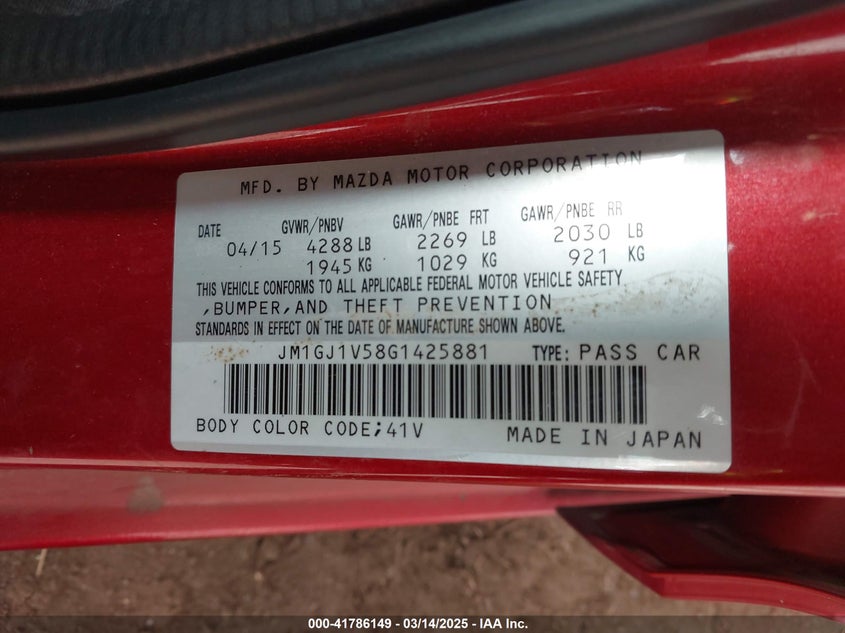 MFD. BY MAZDA MOTOR CORPORATION
DATE GVWR/PNBV GAWR/PNBE FRT GAWR/PNBE RR
04/15 4288 LB 2269 LB 2030 LB
1945 KG 1029 KG 921 KG
THIS VEHICLE CONFORMS TO ALL APPLICABLE FEDERAL MOTOR VEHICLE SAFETY
,BUMPER,AND THEFT PREVENTION
STANDARDS IN EFFECT ON THE DATE OF MANUFACTURE SHOWN ABOVE.
JM1GJ1V58G1425881 TYPE: PASS CAR
BODY COLOR CODE;41V MADE IN JAPAN
000-41786149 - 03/14/2025 - IAA Inc.